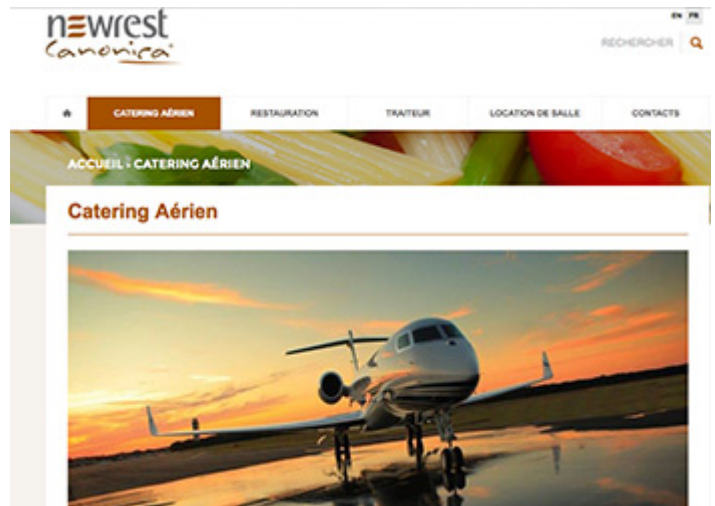 newrest
Canonica
EN FR
RECHERCHER
CATERING AÉRIEN RESTAURATION TRAITEUR LOCATION DE SALLE CONTACTS
ACCUEIL › CATERING AÉRIEN
Catering Aérien